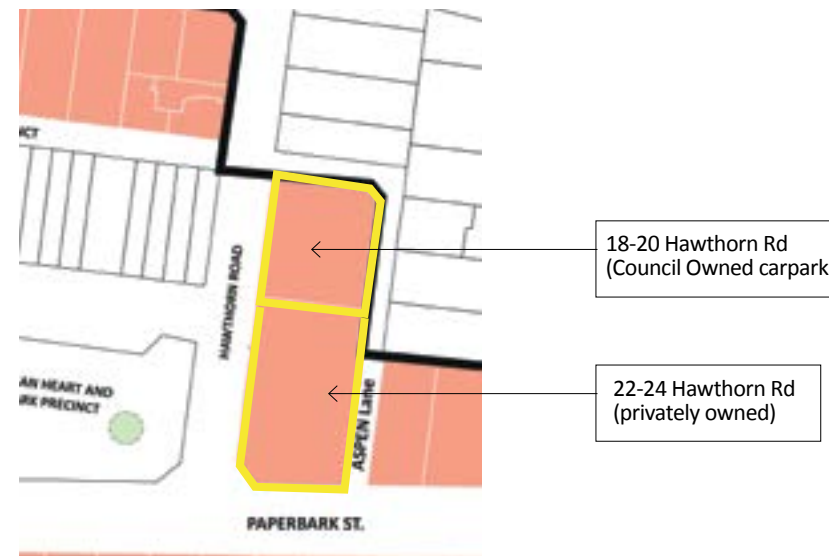 NCT
HAWTHORN ROAD
18-20 Hawthorn Rd
(Council Owned carpark
AN HEART AND
RK PRECINCT
ASPEN Lane
22-24 Hawthorn Rd
(privately owned)
PAPERBARK ST.